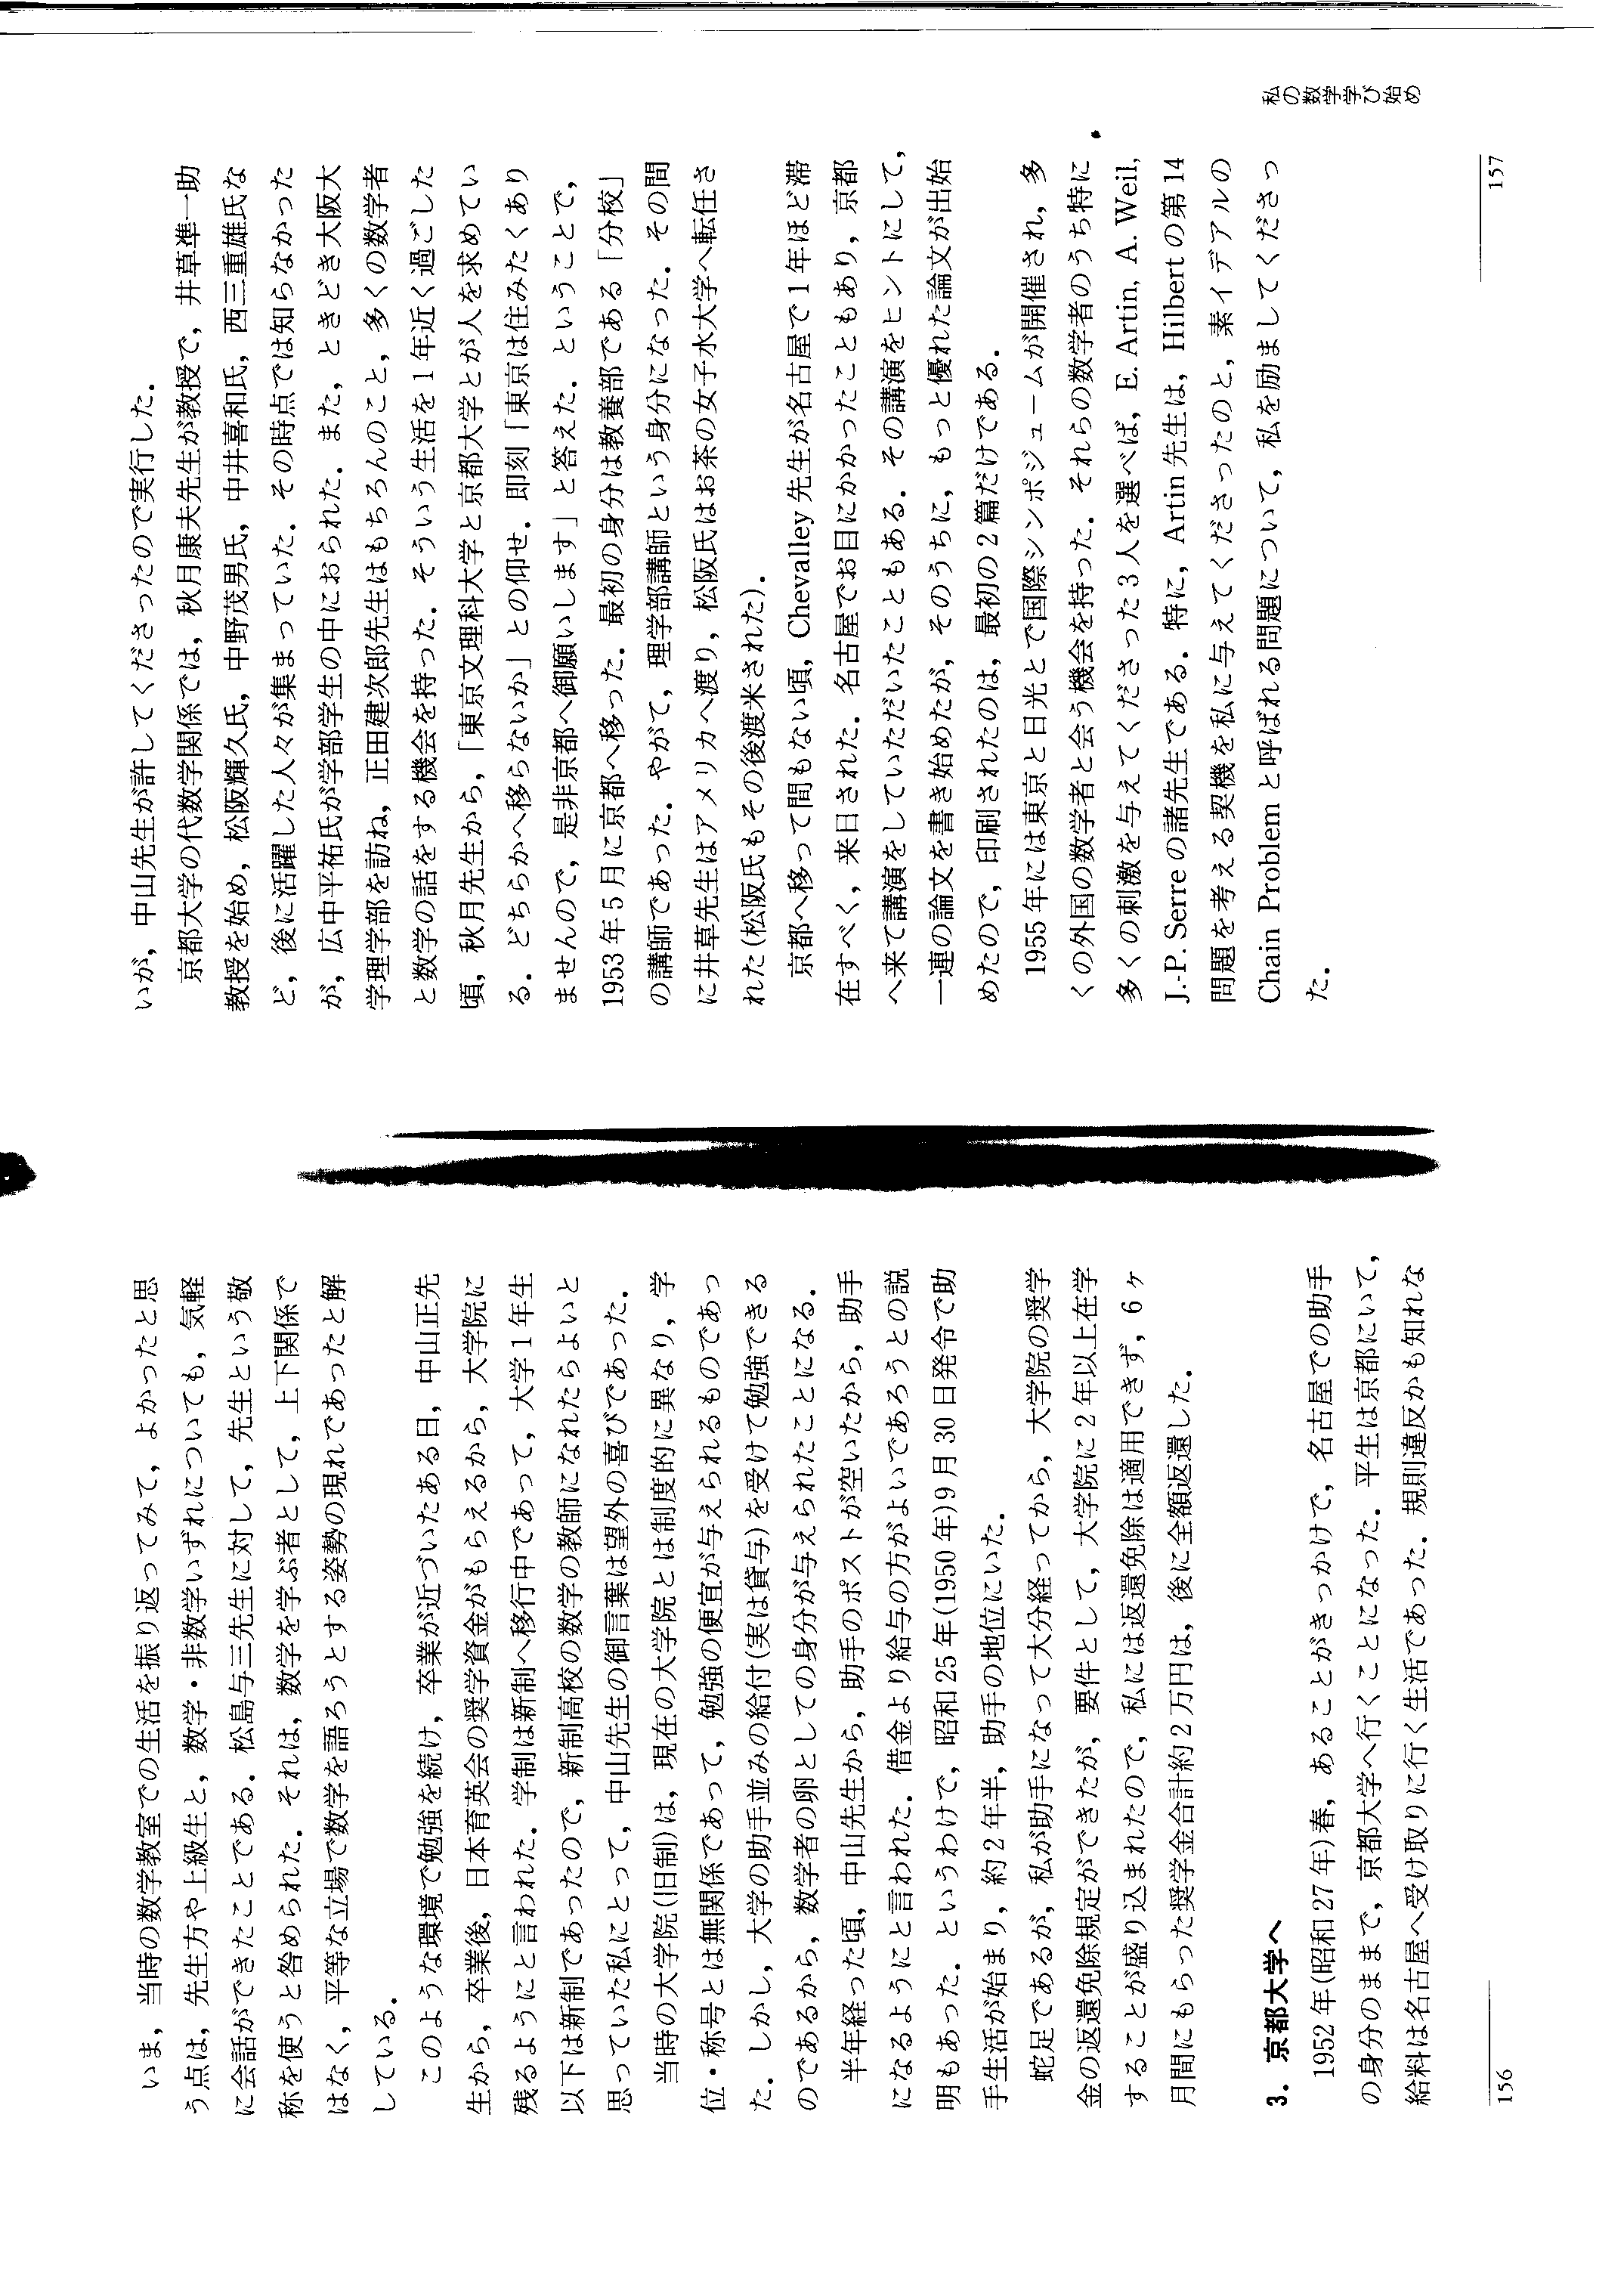 いま，当時の数学教室での生活を振り返ってみて，よかったと思
う点は，先生方や上級生と，数学・非数学いずれについても，気軽
に会話ができたことである．松島与三先生に対して，先生という敬
称を使うと咎められた．それは，数学を学ぶ者として，上下関係で
はなく，平等な立場で数学を語ろうとする姿勢の現れであったと解
している．
このような環境で勉強を続け，卒業が近づいたある日，中山正先
生から，卒業後，日本育英会の奨学資金がもらえるから，大学院に
残るようにと言われた．学制は新制へ移行中であって，大学1年生
以下は新制であったので，新制高校の数学の教師になれたらよいと
思っていた私にとって，中山先生の御言葉は望外の喜びであった．
当時の大学院(旧制)は，現在の大学院とは制度的に異なり，学
位・称号とは無関係であって，勉強の便宜が与えられるものであっ
た．しかし，大学の助手並みの給付(実は貸与)を受けて勉強できる
のであるから，数学者の卵としての身分が与えられたことになる．
半年経った頃，中山先生から，助手のポストが空いたから，助手
になるようにと言われた．借金より給与の方がよいであろうとの説
明もあった．というわけで，昭和25年(1950年)9月30日発令で助
手生活が始まり，約2年半，助手の地位にいた．
蛇足であるが，私が助手になって大分経ってから，大学院の奨学
金の返還免除規定ができたが，要件として，大学院に2年以上在学
することが盛り込まれたので，私には返還免除は適用できず，6ヶ
月間にもらった奨学金合計約2万円は，後に全額返還した．
3．京都大学へ
1952年(昭和27年)春，あることがきっかけで，名古屋での助手
の身分のままで，京都大学へ行くことになった．平生は京都にいて，
給料は名古屋へ受け取りに行く生活であった．規則違反かも知れな
156
いが，中山先生が許してくださったので実行した．
京都大学の代数学関係では，秋月康夫先生が教授で，井草準一助
教授を始め，松阪輝久氏，中野茂男氏，中井喜和氏，西三重雄氏な
ど，後に活躍した人々が集まっていた．その時点では知らなかった
が，広中平祐氏が学部学生の中におられた．また，ときどき大阪大
学理学部を訪ね，正田建次郎先生はもちろんのこと，多くの数学者
と数学の話をする機会を持った．そういう生活を1年近く過ごした
頃，秋月先生から，「東京文理科大学と京都大学とが人を求めてい
る．どちらかへ移らないか」との仰せ．即刻「東京は住みたくあり
ませんので，是非京都へ御願いします」と答えた．ということで，
1953年5月に京都へ移った．最初の身分は教養部である「分校」
の講師であった．やがて，理学部講師という身分になった．その間
に井草先生はアメリカへ渡り，松阪氏はお茶の女子水大学へ転任さ
れた(松阪氏もその後渡米された)．
京都へ移って間もない頃，Chevalley先生が名古屋で1年ほど滞
在すべく，来日された．名古屋でお目にかかったこともあり，京都
へ来て講演をしていただいたこともある．その講演をヒントにして，
一連の論文を書き始めたが，そのうちに，もっと優れた論文が出始
めたので，印刷されたのは，最初の2篇だけである．
1955年には東京と日光とで国際シンポジュームが開催され，多
くの外国の数学者と会う機会を持った．それらの数学者のうち特に
多くの刺激を与えてくださった3人を選べば，E. Artin, A. Weil,
J.-P. Serreの諸先生である．特に，Artin先生は，Hilbertの第14
問題を考える契機を私に与えてくださったのと，素イデアルの
Chain Problemと呼ばれる問題について，私を励ましてくださっ
た．
私の数学学び始め
157